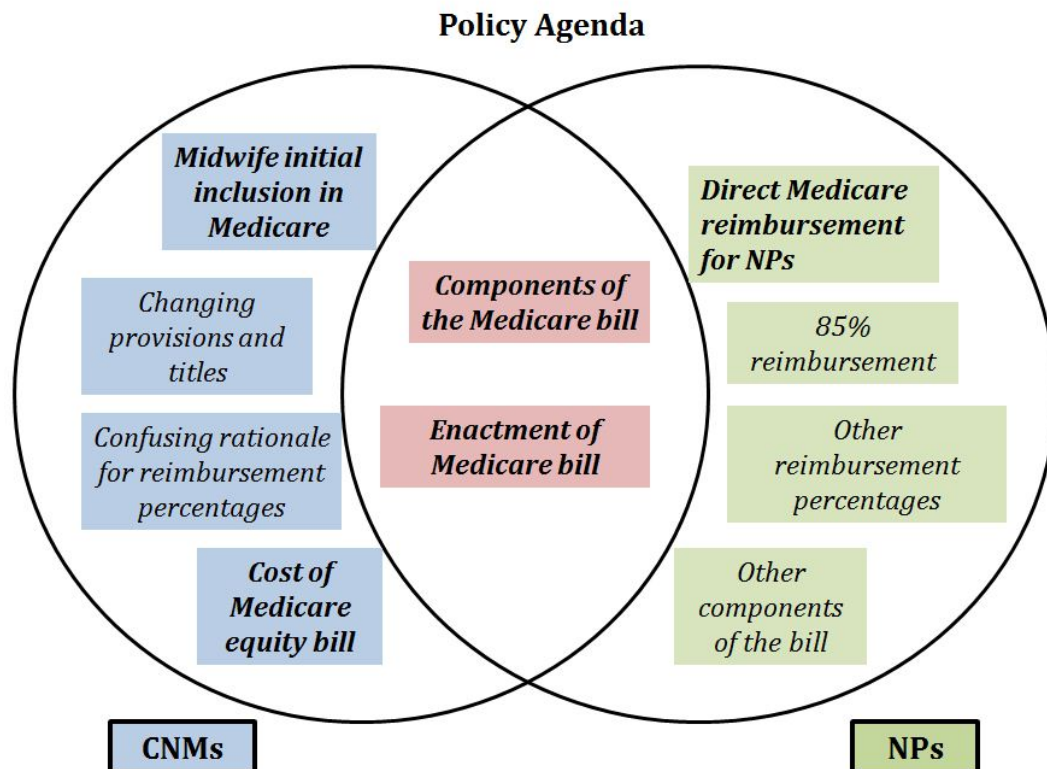 Policy Agenda
Midwife initial
inclusion in
Medicare
Changing
provisions and
titles
Confusing rationale
for reimbursement
percentages
Cost of
Medicare
equity bill
Components of
the Medicare bill
Enactment of
Medicare bill
Direct Medicare
reimbursement
for NPs
85%
reimbursement
Other
reimbursement
percentages
Other
components
of the bill
CNMs
NPs